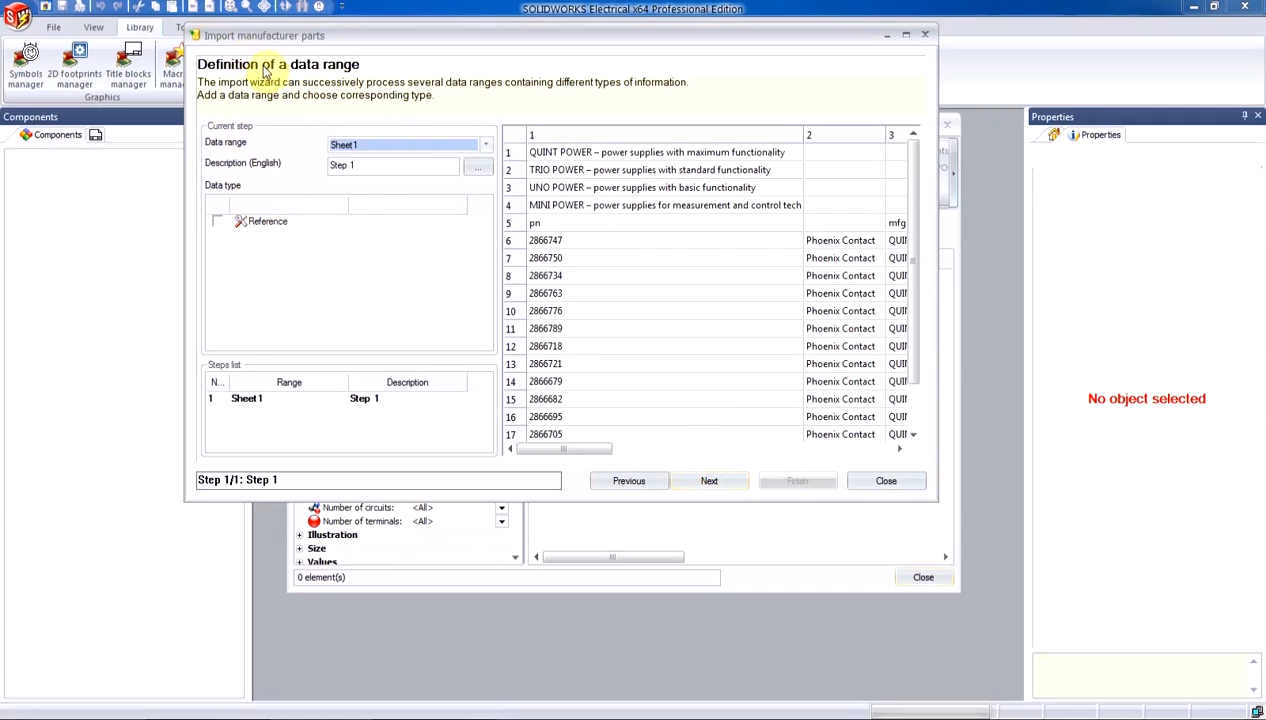 SOLIDWORKS Electrical x64 Professional Edition
File
View
Library
Symbols manager
2D footprints manager
Title blocks manager
Graphics
Components
Components
Import manufacturer parts
Definition of a data range
The import wizard can successively process several data ranges containing different types of information.
Add a data range and choose corresponding type.
Current step
Data range
Sheet1
Description (English)
Step 1
...
Data type
Reference
Steps list
N... Range Description
1 Sheet1 Step 1
1 2 3
1 QUINT POWER – power supplies with maximum functionality
2 TRIO POWER – power supplies with standard functionality
3 UNO POWER – power supplies with basic functionality
4 MINI POWER – power supplies for measurement and control tech
5 pn mfg
6 2866747 Phoenix Contact QUI
7 2866750 Phoenix Contact QUI
8 2866734 Phoenix Contact QUI
9 2866763 Phoenix Contact QUI
10 2866776 Phoenix Contact QUI
11 2866789 Phoenix Contact QUI
12 2866718 Phoenix Contact QUI
13 2866721 Phoenix Contact QUI
14 2866679 Phoenix Contact QUI
15 2866682 Phoenix Contact QUI
16 2866695 Phoenix Contact QUI
17 2866705 Phoenix Contact QUI
Step 1/1: Step 1
Previous
Next
Finish
Close
Number of circuits: <All>
Number of terminals: <All>
Illustration
Size
Values
0 element(s)
Close
Properties
Properties
No object selected